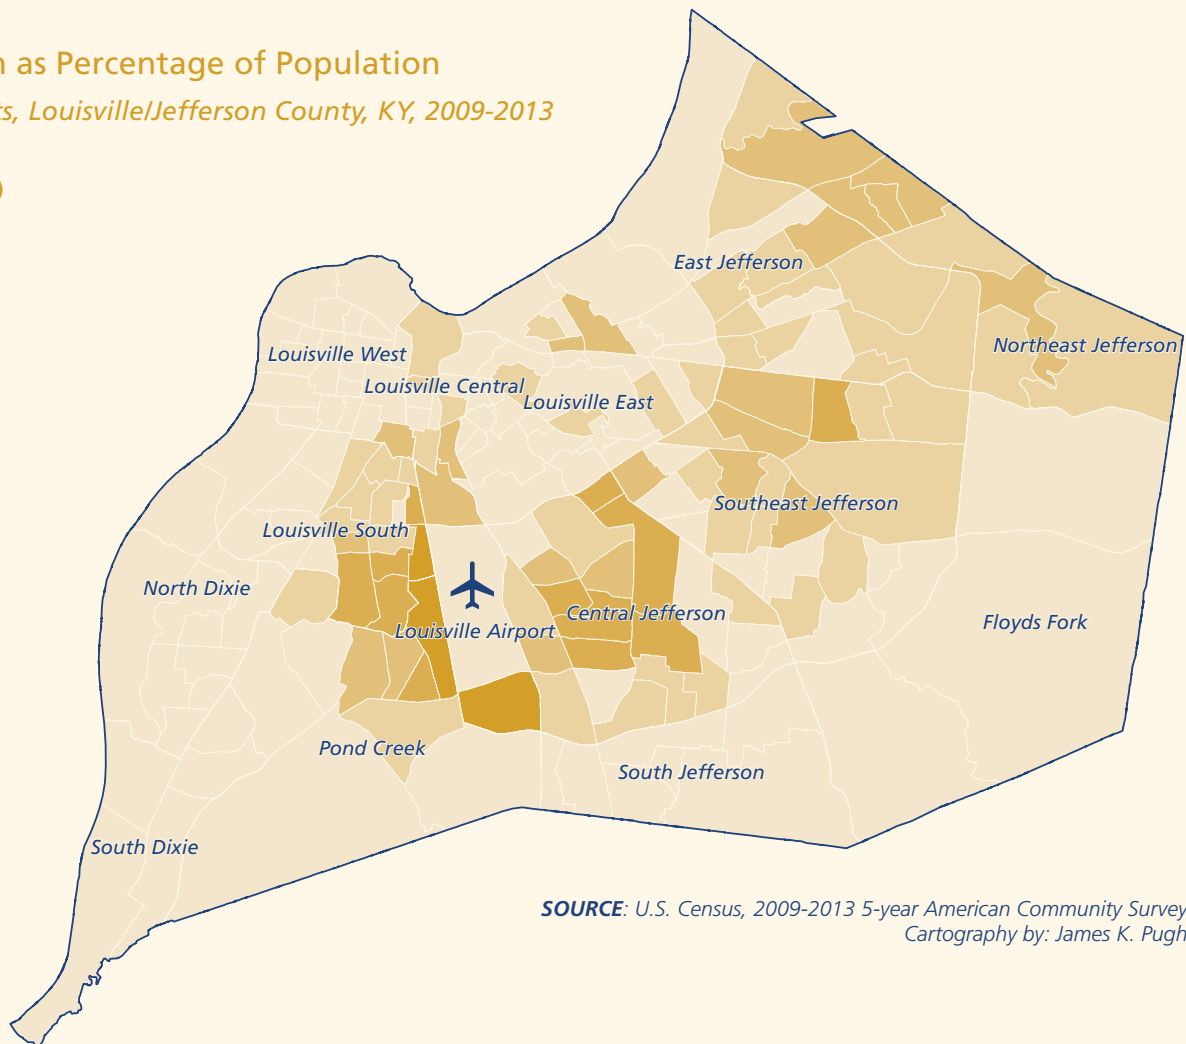 n as Percentage of Population
s, Louisville/Jefferson County, KY, 2009-2013
)
East Jefferson
Northeast Jefferson
Louisville West
Louisville Central
Louisville East
Southeast Jefferson
Louisville South
North Dixie
Central Jefferson
Floyds Fork
Louisville Airport
Pond Creek
South Jefferson
South Dixie
SOURCE: U.S. Census, 2009-2013 5-year American Community Survey
Cartography by: James K. Pugh